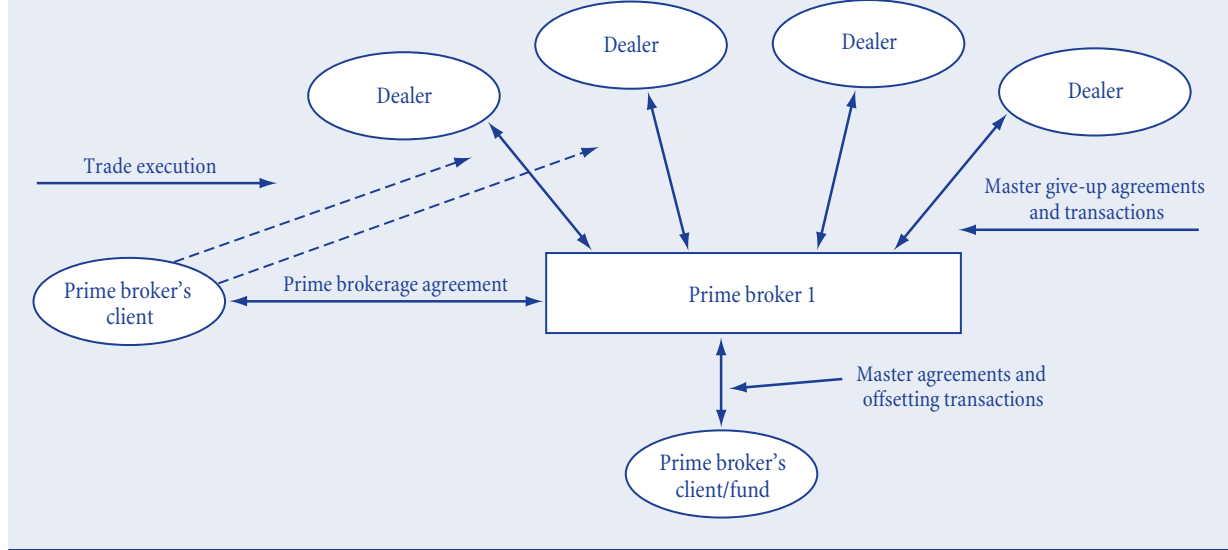 Dealer
Dealer
Dealer
Dealer
Trade execution
Master give-up agreements
and transactions
Prime broker’s
client
Prime brokerage agreement
Prime broker 1
Master agreements and
offsetting transactions
Prime broker’s
client/fund